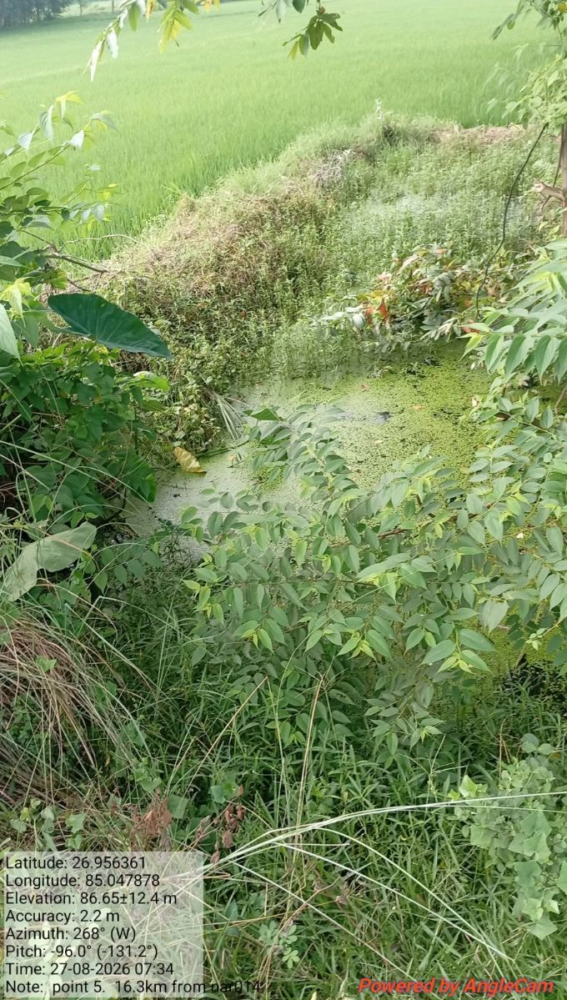 Latitude: 26.956361
Longitude: 85.047878
Elevation: 86.65±12.4 m
Accuracy: 2.2 m
Azimuth: 268° (W)
Pitch: -96.0° (-131.2°)
Time: 27-08-2026 07:34
Note: point 5. 16.3km from par014
Powered by AngleCam